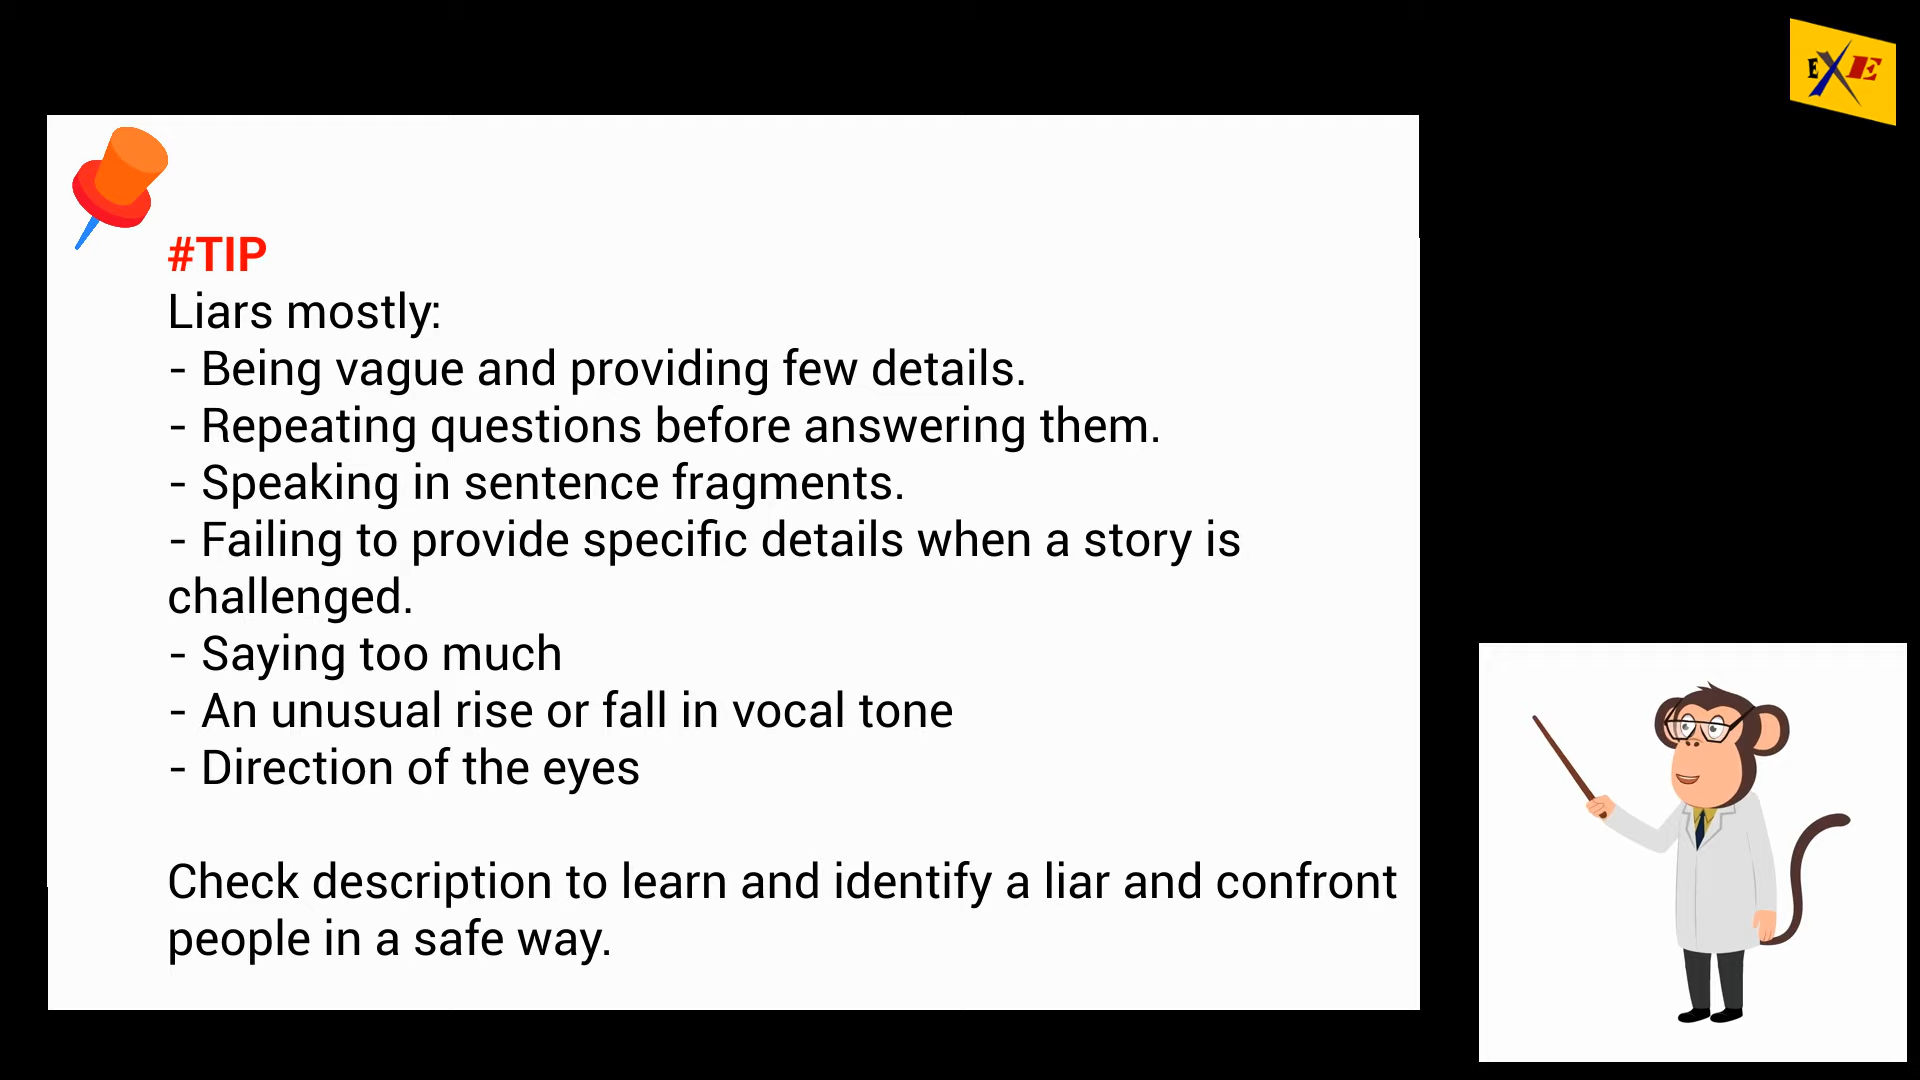 EXE
#TIP
Liars mostly:
- Being vague and providing few details.
- Repeating questions before answering them.
- Speaking in sentence fragments.
- Failing to provide specific details when a story is
challenged.
- Saying too much
- An unusual rise or fall in vocal tone
- Direction of the eyes
Check description to learn and identify a liar and confront
people in a safe way.